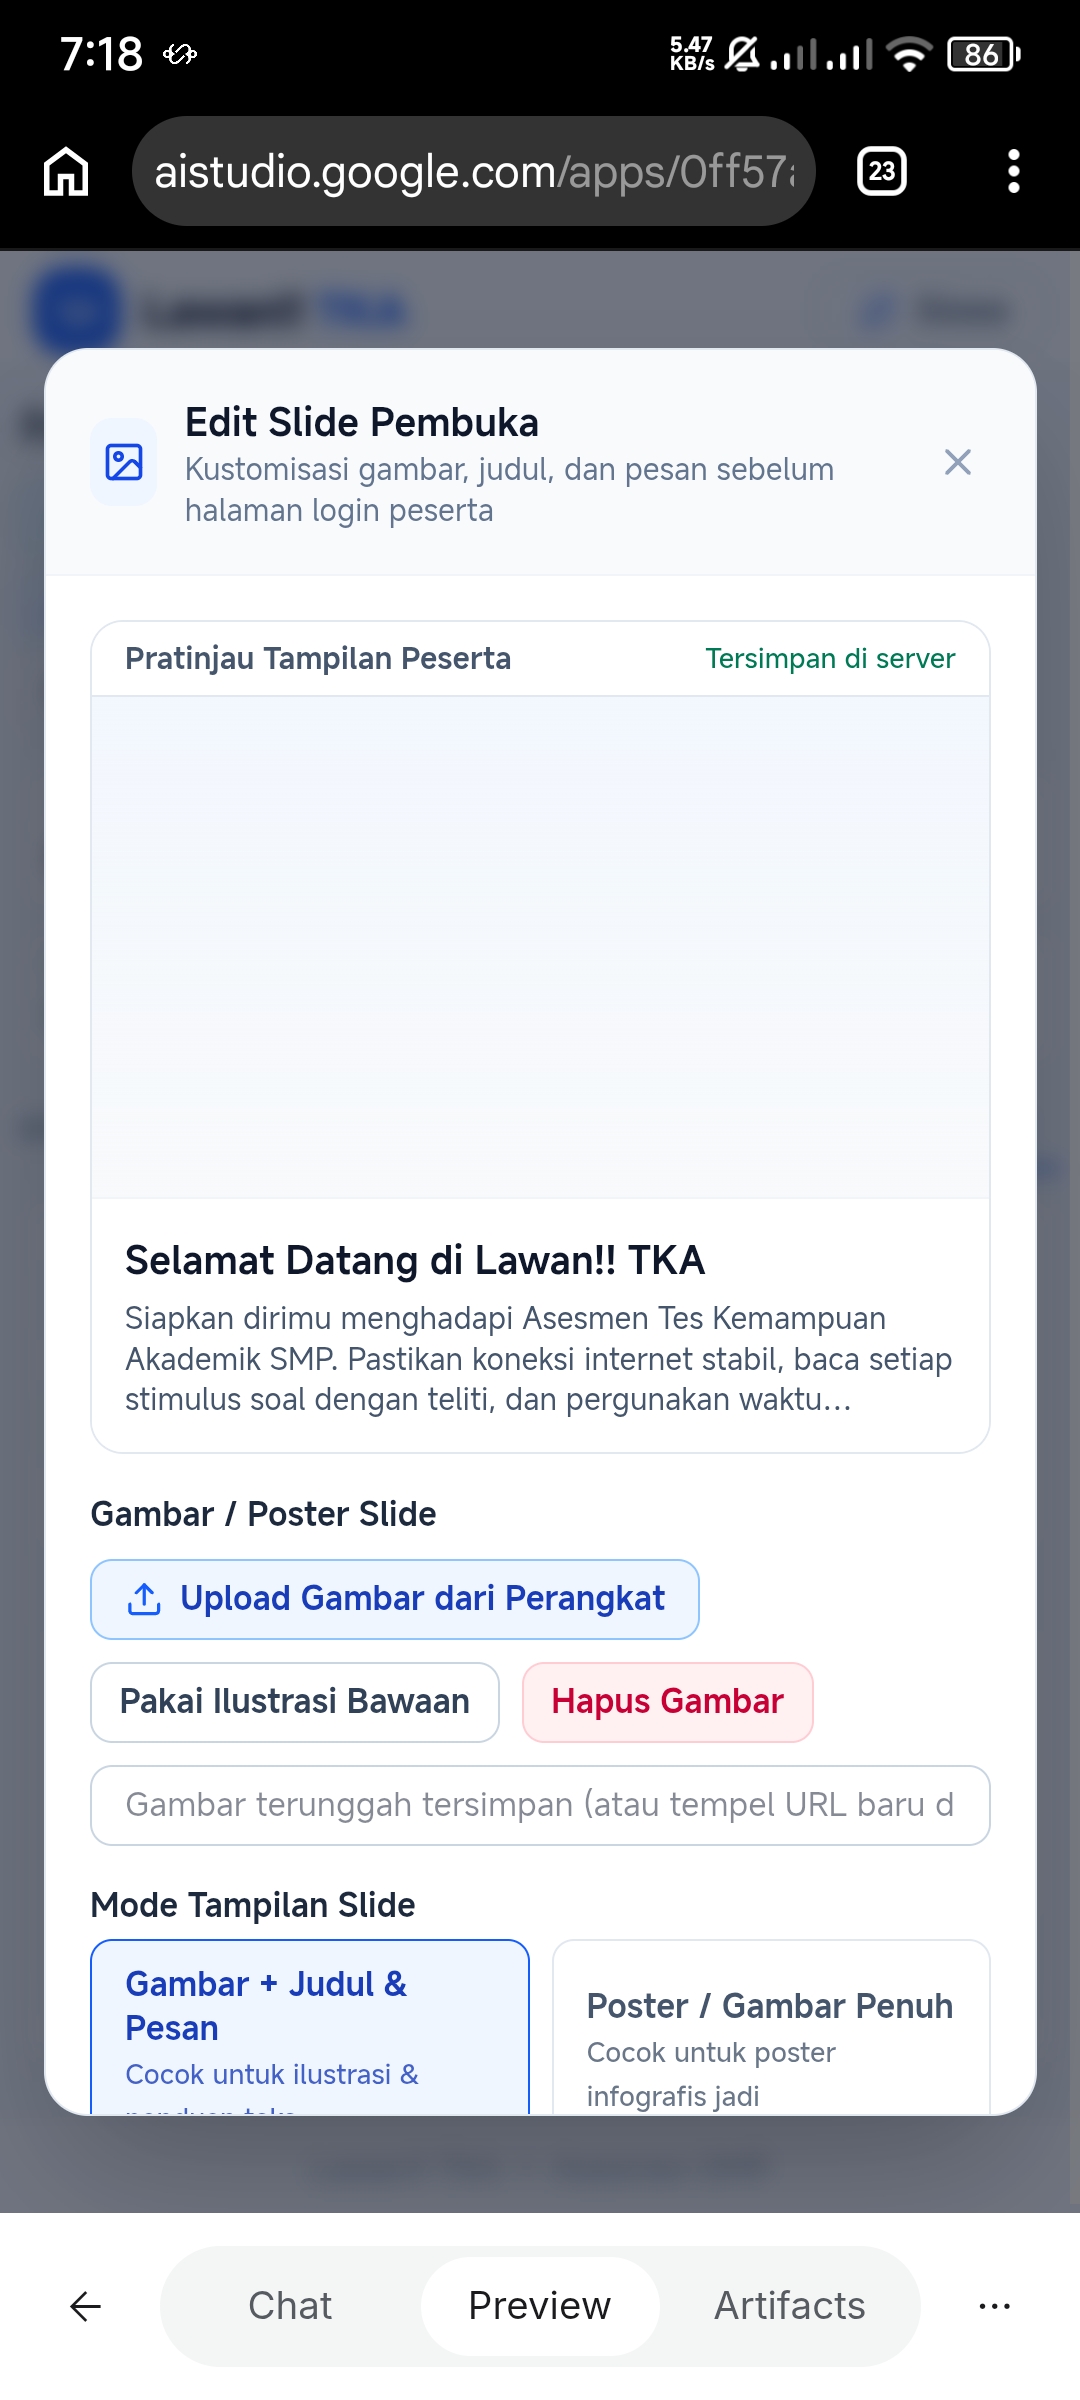 7:18
5.47
KB/s
86
aistudio.google.com/apps/0ff57
23
Lawan!! TKA
Edit Slide Pembuka
Kustomisasi gambar, judul, dan pesan sebelum
halaman login peserta
Pratinjau Tampilan Peserta
Tersimpan di server
Selamat Datang di Lawan!! TKA
Siapkan dirimu menghadapi Asesmen Tes Kemampuan
Akademik SMP. Pastikan koneksi internet stabil, baca setiap
stimulus soal dengan teliti, dan pergunakan waktu...
Gambar / Poster Slide
Upload Gambar dari Perangkat
Pakai Ilustrasi Bawaan
Hapus Gambar
Gambar terunggah tersimpan (atau tempel URL baru d
Mode Tampilan Slide
Gambar + Judul &
Pesan
Cocok untuk ilustrasi &
Poster / Gambar Penuh
Cocok untuk poster
infografis jadi
Chat
Preview
Artifacts